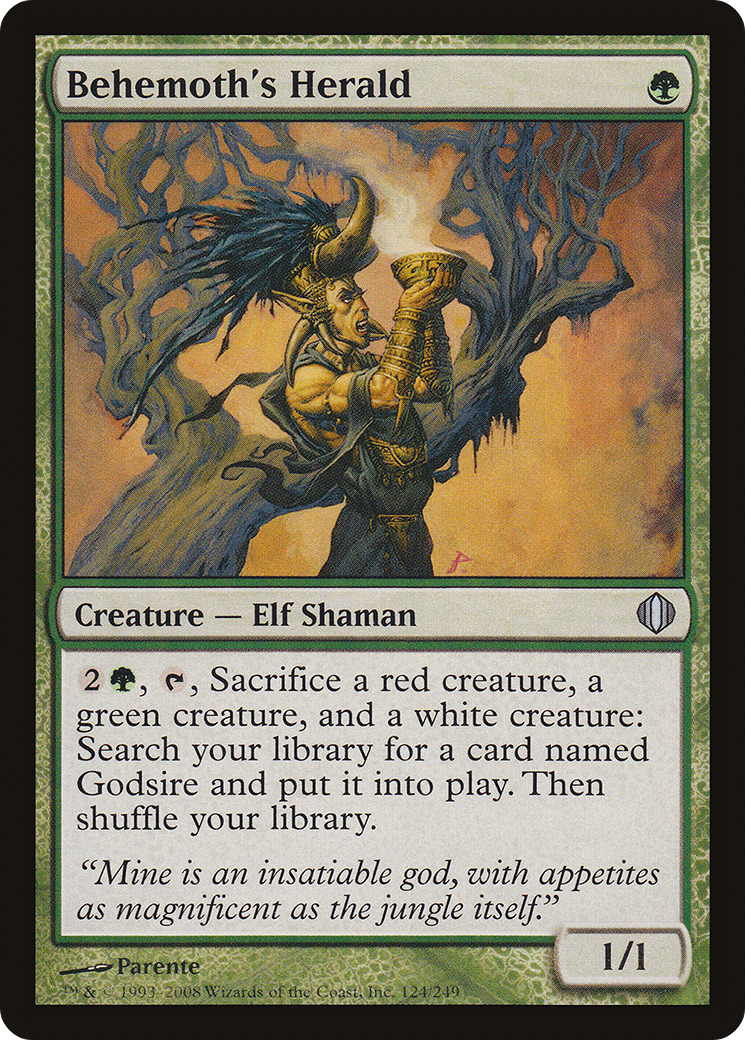 Behemoth's Herald
Creature — Elf Shaman
2 , , Sacrifice a red creature, a
green creature, and a white creature:
Search your library for a card named
Godsire and put it into play. Then
shuffle your library.
“Mine is an insatiable god, with appetites
as magnificent as the jungle itself.”
1/1
Parente
™ & © 1993–2008 Wizards of the Coast, Inc. 124/249